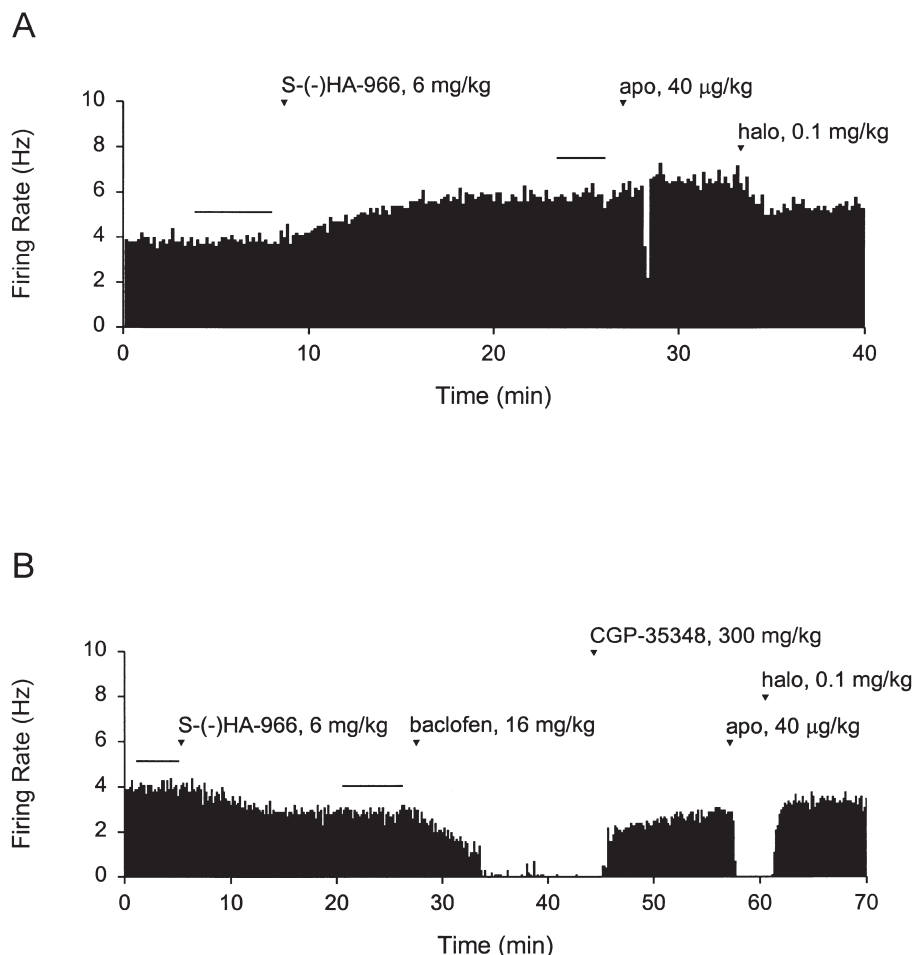 A
S-(-)HA-966, 6 mg/kg
apo, 40 μg/kg
halo, 0.1 mg/kg
Firing Rate (Hz)
10
8
6
4
2
0
0 10 20 30 40
Time (min)
B
CGP-35348, 300 mg/kg
halo, 0.1 mg/kg
S-(-)HA-966, 6 mg/kg baclofen, 16 mg/kg apo, 40 μg/kg
Firing Rate (Hz)
10
8
6
4
2
0
0 10 20 30 40 50 60 70
Time (min)